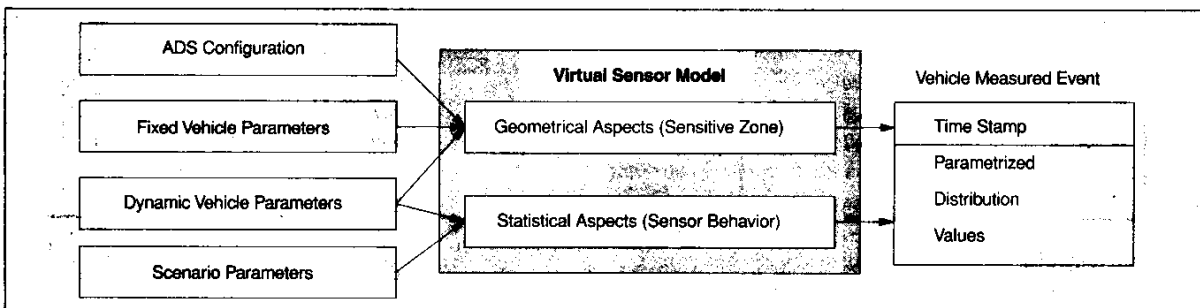 ADS Configuration
Fixed Vehicle Parameters
Dynamic Vehicle Parameters
Scenario Parameters
Virtual Sensor Model
Geometrical Aspects (Sensitive Zone)
Statistical Aspects (Sensor Behavior)
Vehicle Measured Event
Time Stamp
Parametrized
Distribution
Values